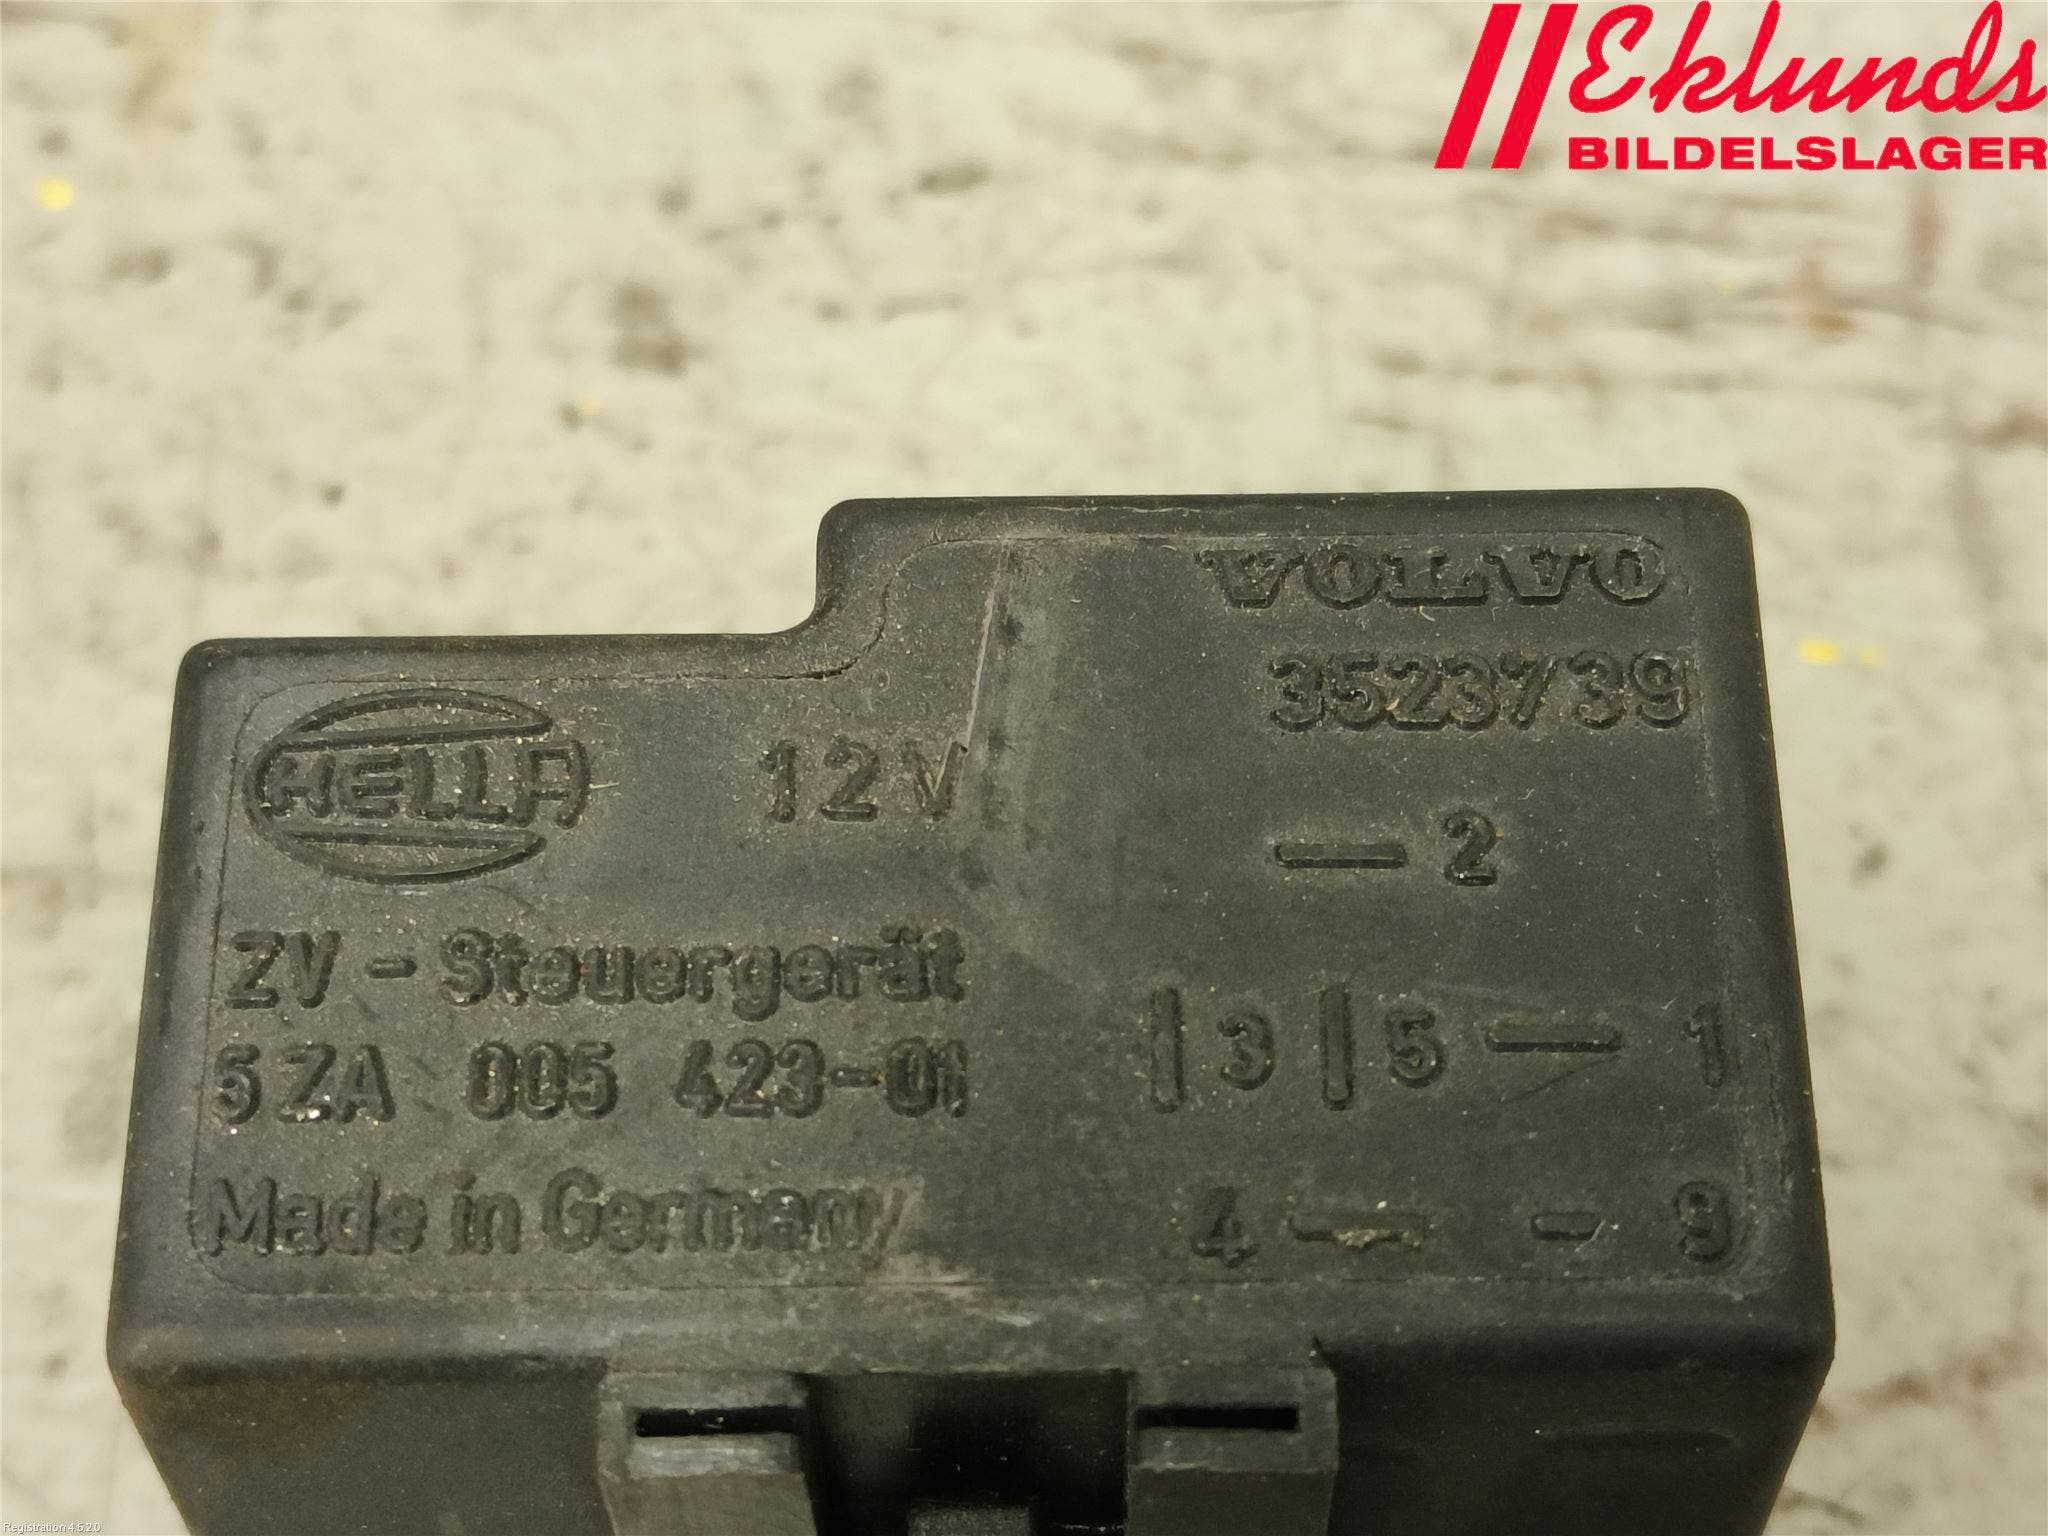 Eklunds
BILDELSLAGER
VOLVO
3523739
HELLA 12V
2
ZV - Steuergerät
3 5 1
5ZA 005 423-01
Made in Germany
4 9
Registration 4.5.2.0